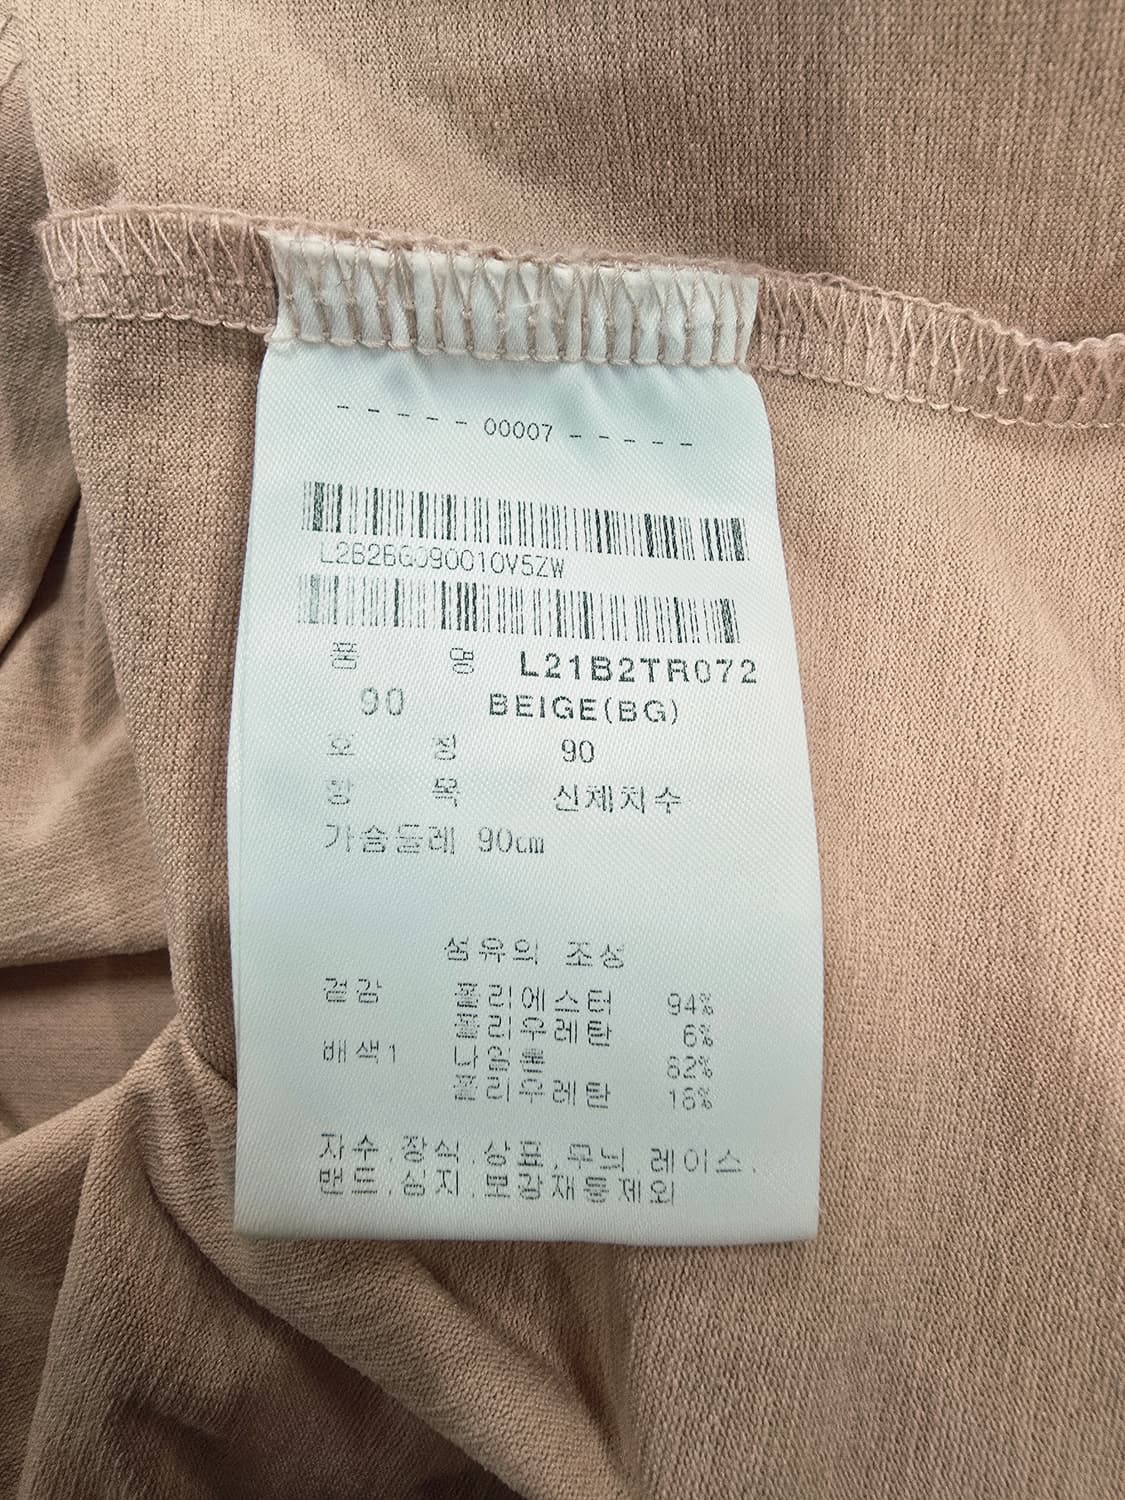 - - - - - 00007 - - - - -
L2B2BG090010V5ZW
품 명 L21B2TR072
90 BEIGE(BG)
호 칭 90
항 목 신체치수
가슴둘레 90cm
섬유의 조성
겉감 폴리에스터 94%
폴리우레탄 6%
배색1 나일론 82%
폴리우레탄 18%
자수,장식,상표,무늬,레이스,
밴드,심지,보강재등제외